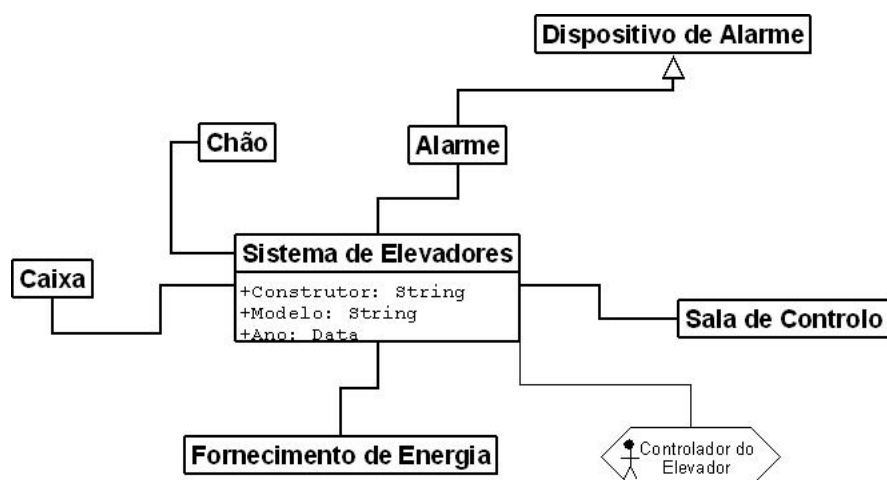 Dispositivo de Alarme
Chão
Alarme
Sistema de Elevadores
+Construtor: String
+Modelo: String
+Ano: Data
Caixa
Sala de Controlo
Fornecimento de Energia
Controlador do
Elevador